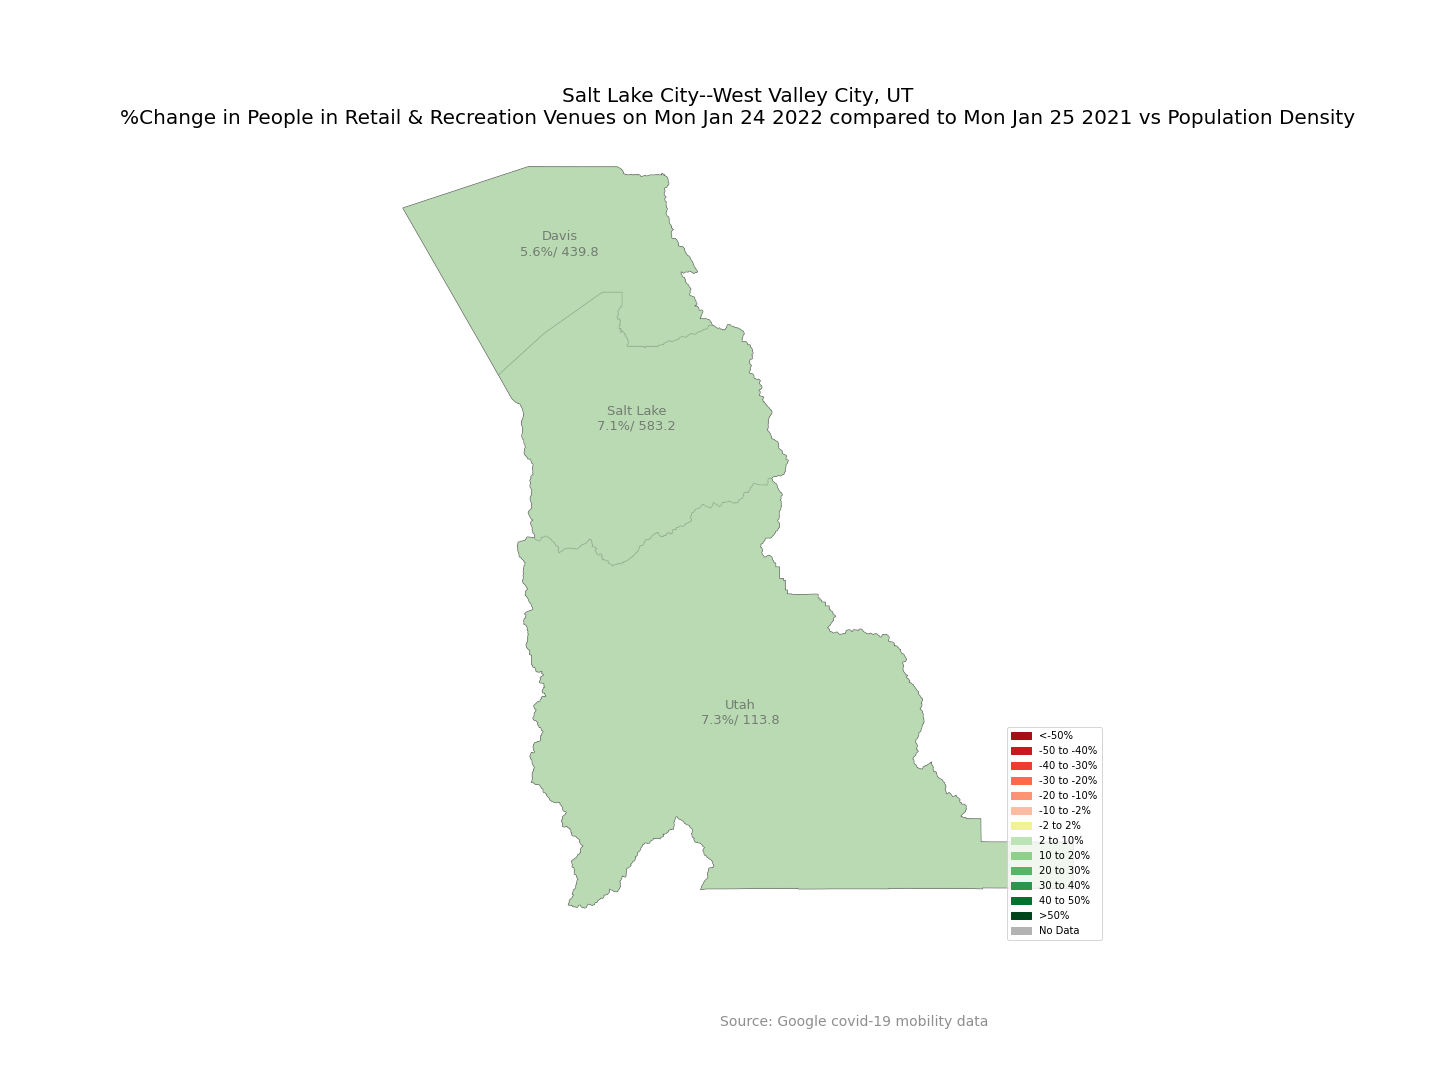 Salt Lake City--West Valley City, UT
%Change in People in Retail & Recreation Venues on Mon Jan 24 2022 compared to Mon Jan 25 2021 vs Population Density
Davis
5.6%/ 439.8
Salt Lake
7.1%/ 583.2
Utah
7.3%/ 113.8
<-50%
-50 to -40%
-40 to -30%
-30 to -20%
-20 to -10%
-10 to -2%
-2 to 2%
2 to 10%
10 to 20%
20 to 30%
30 to 40%
40 to 50%
>50%
No Data
Source: Google covid-19 mobility data